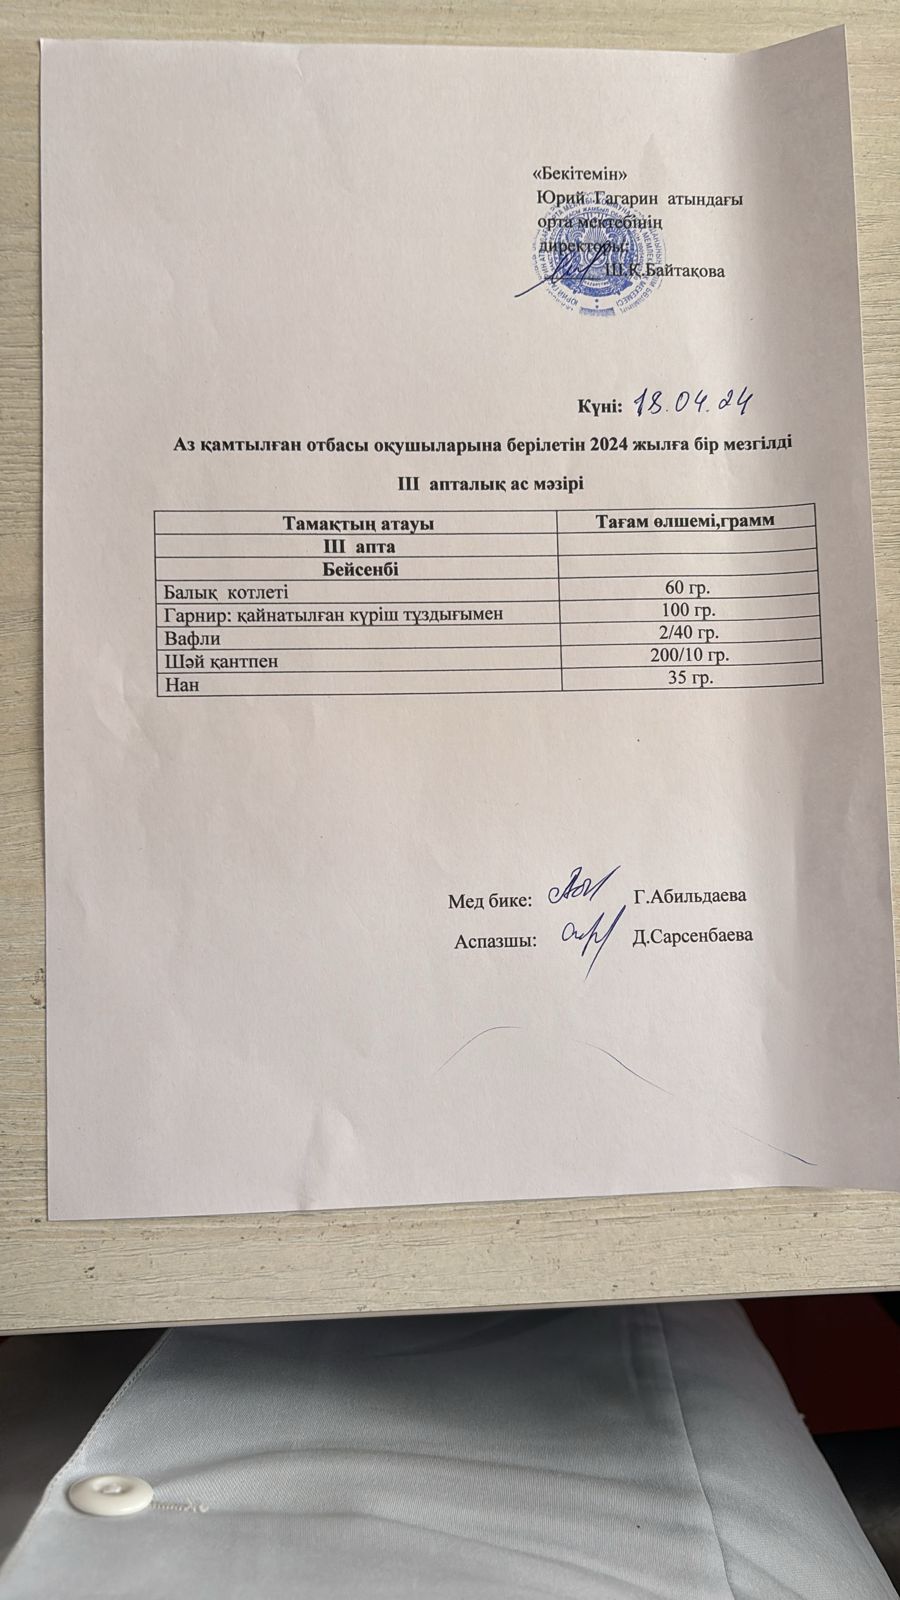 «Бекітемін»
Юрий Гагарин атындағы
орта мектебінің
директоры:
Ш.Қ.Байтақова
Күні: 18.04.24
Аз қамтылған отбасы оқушыларына берілетін 2024 жылға бір мезгілді
III апталық ас мәзірі
Тамақтың атауы Тағам өлшемі,грамм
III апта
Бейсенбі
Балық котлеті 60 гр.
Гарнир: қайнатылған күріш тұздығымен 100 гр.
Вафли 2/40 гр.
Шәй қантпен 200/10 гр.
Нан 35 гр.
Мед бике: Г.Абильдаева
Аспазшы: Д.Сарсенбаева